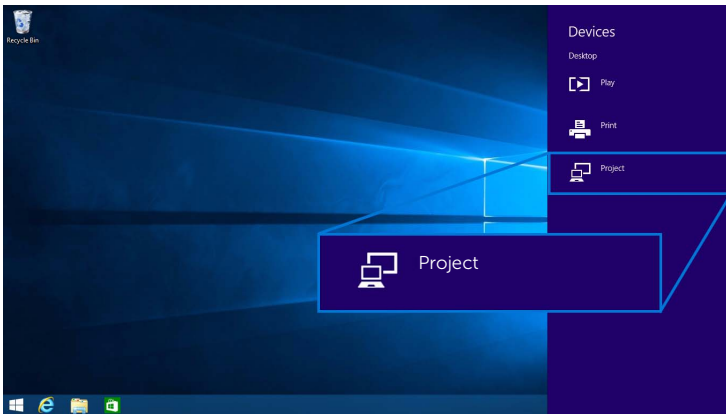 Recycle Bin
Devices
Desktop
Play
Print
Project
Project